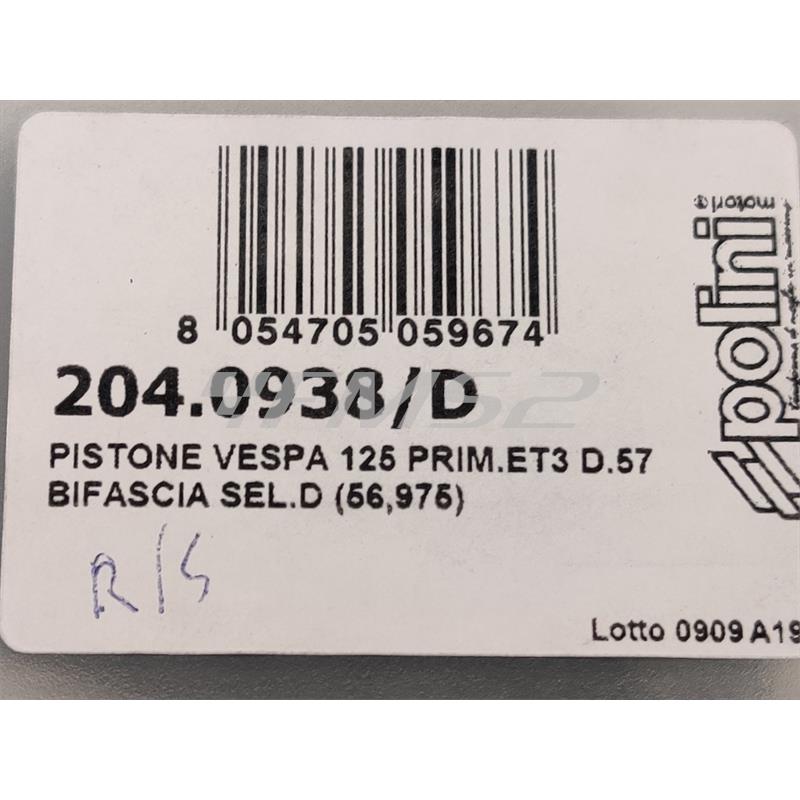 8 054705 059674
204.0938/D
PISTONE VESPA 125 PRIM.ET3 D.57
BIFASCIA SEL.D (56,975)
R/S
Lotto 0909 A19
polini
motori